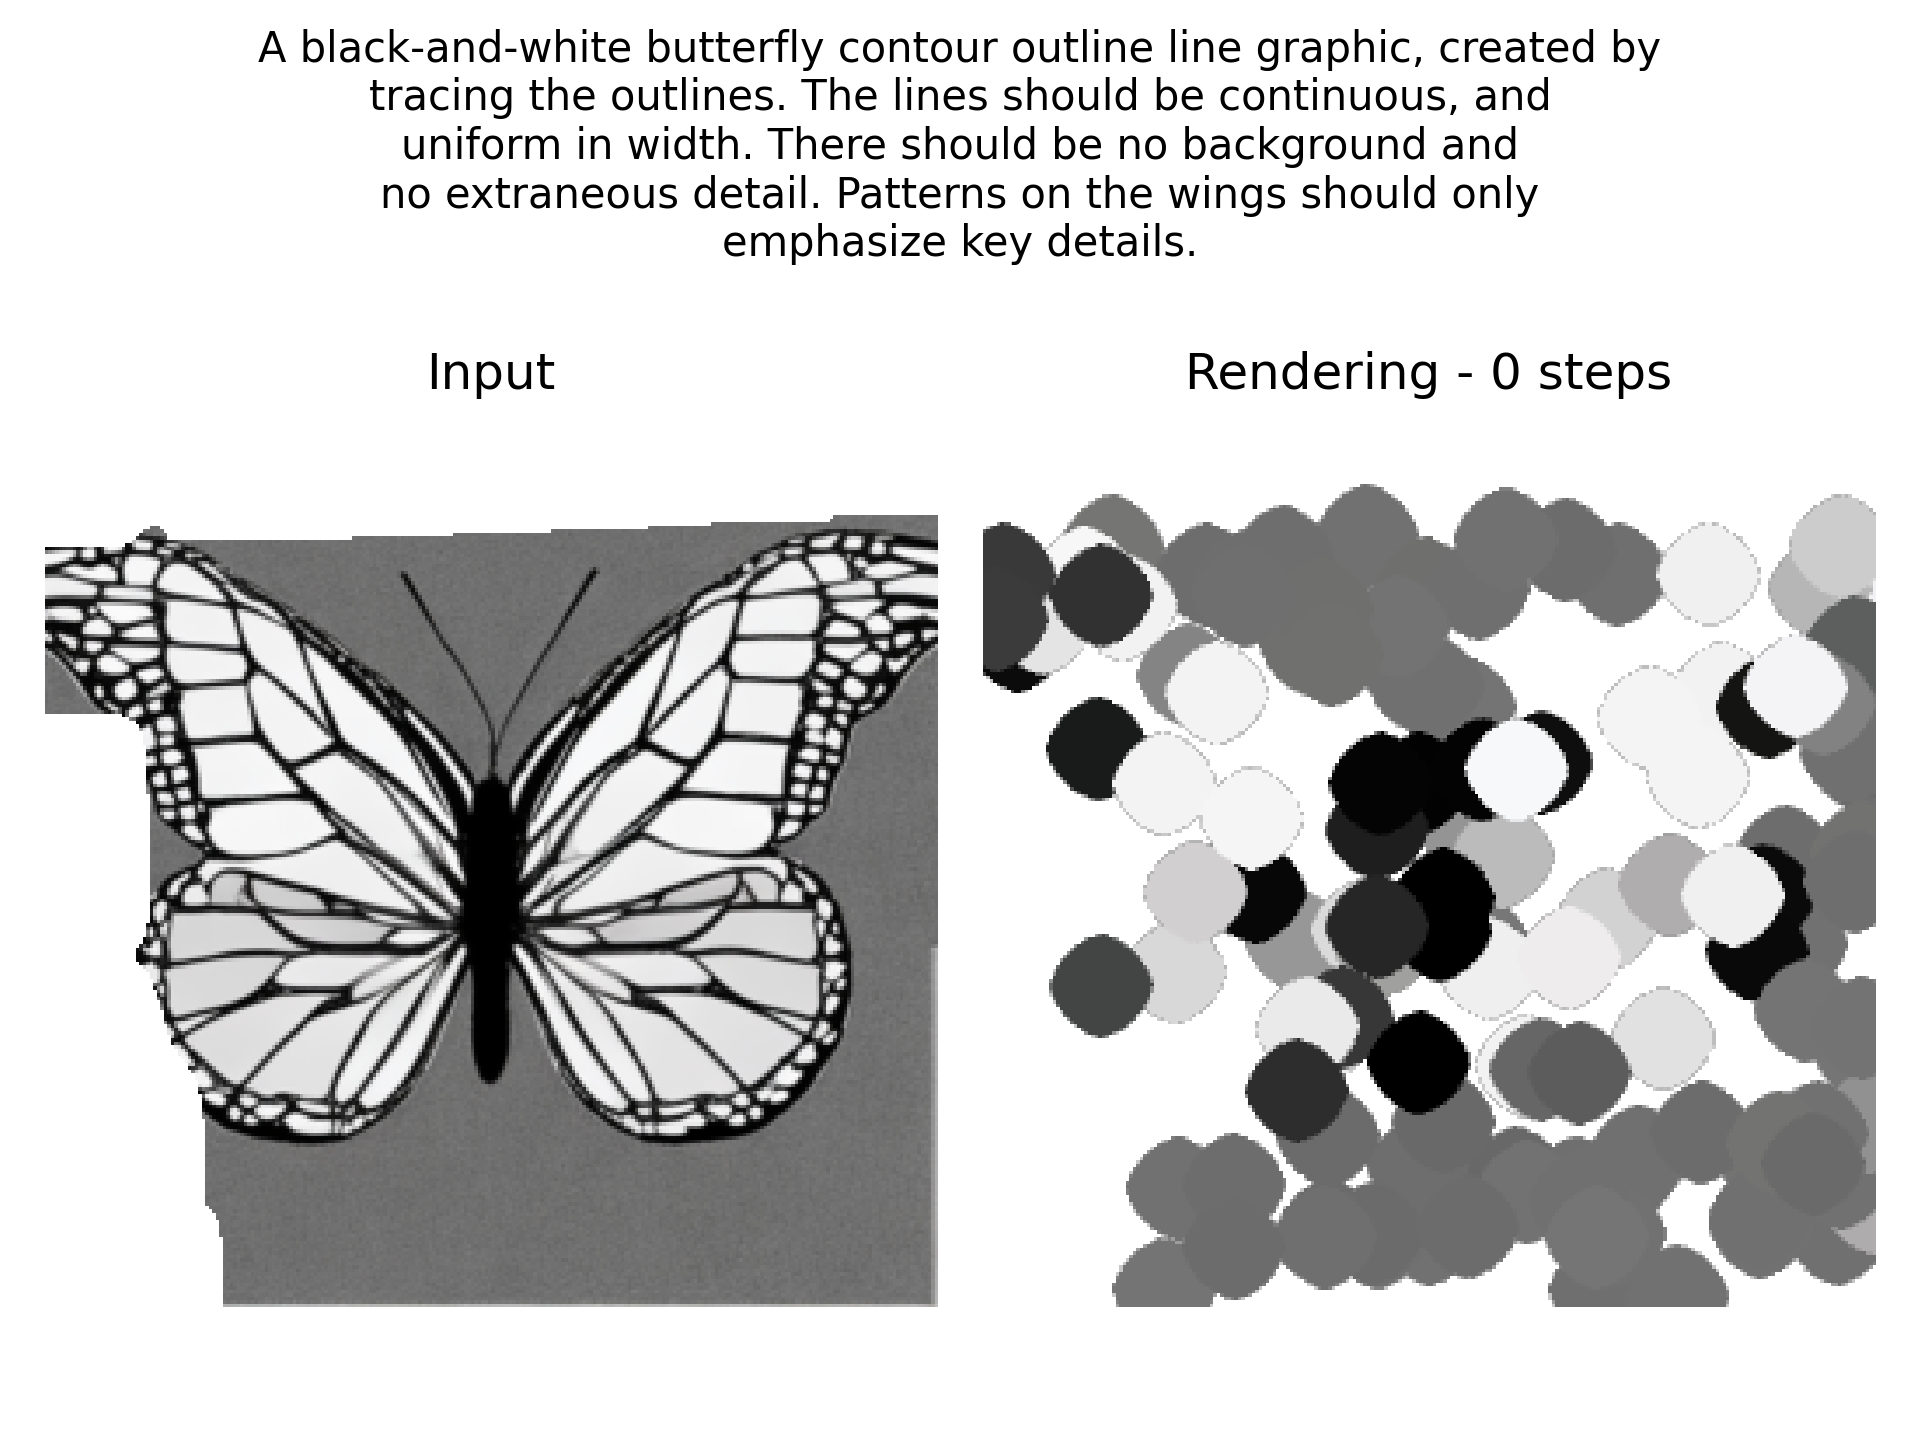 A black-and-white butterfly contour outline line graphic, created by
tracing the outlines. The lines should be continuous, and
uniform in width. There should be no background and
no extraneous detail. Patterns on the wings should only
emphasize key details.
Input
Rendering - 0 steps